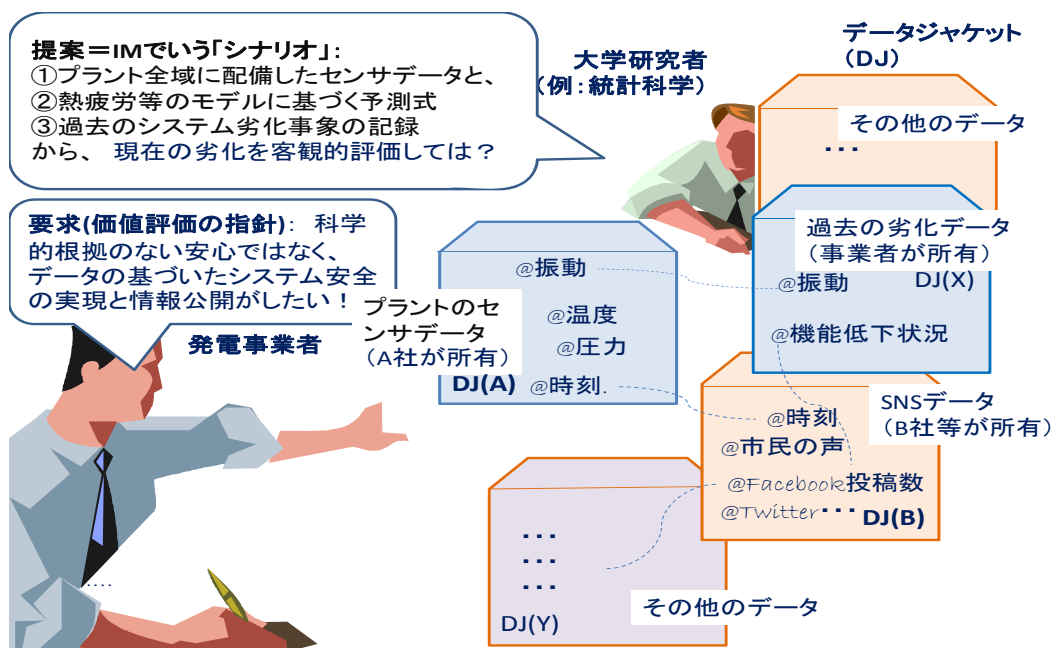 提案=IMでいう「シナリオ」:
①プラント全域に配備したセンサデータと、
②熱疲労等のモデルに基づく予測式
③過去のシステム劣化事象の記録
から、 現在の劣化を客観的評価しては?
大学研究者
(例:統計科学)
データジャケット
(DJ)
その他のデータ
・・・
要求(価値評価の指針): 科学
的根拠のない安心ではなく、
データの基づいたシステム安全
の実現と情報公開がしたい!
発電事業者
プラントのセ
ンサデータ
(A社が所有)
@振動
@温度
@圧力
DJ(A) @時刻.
過去の劣化データ
(事業者が所有)
@振動 DJ(X)
@機能低下状況
SNSデータ
(B社等が所有)
@時刻
@市民の声
@Facebook投稿数
@Twitter・・・ DJ(B)
・・・
・・・
・・・
その他のデータ
DJ(Y)
....